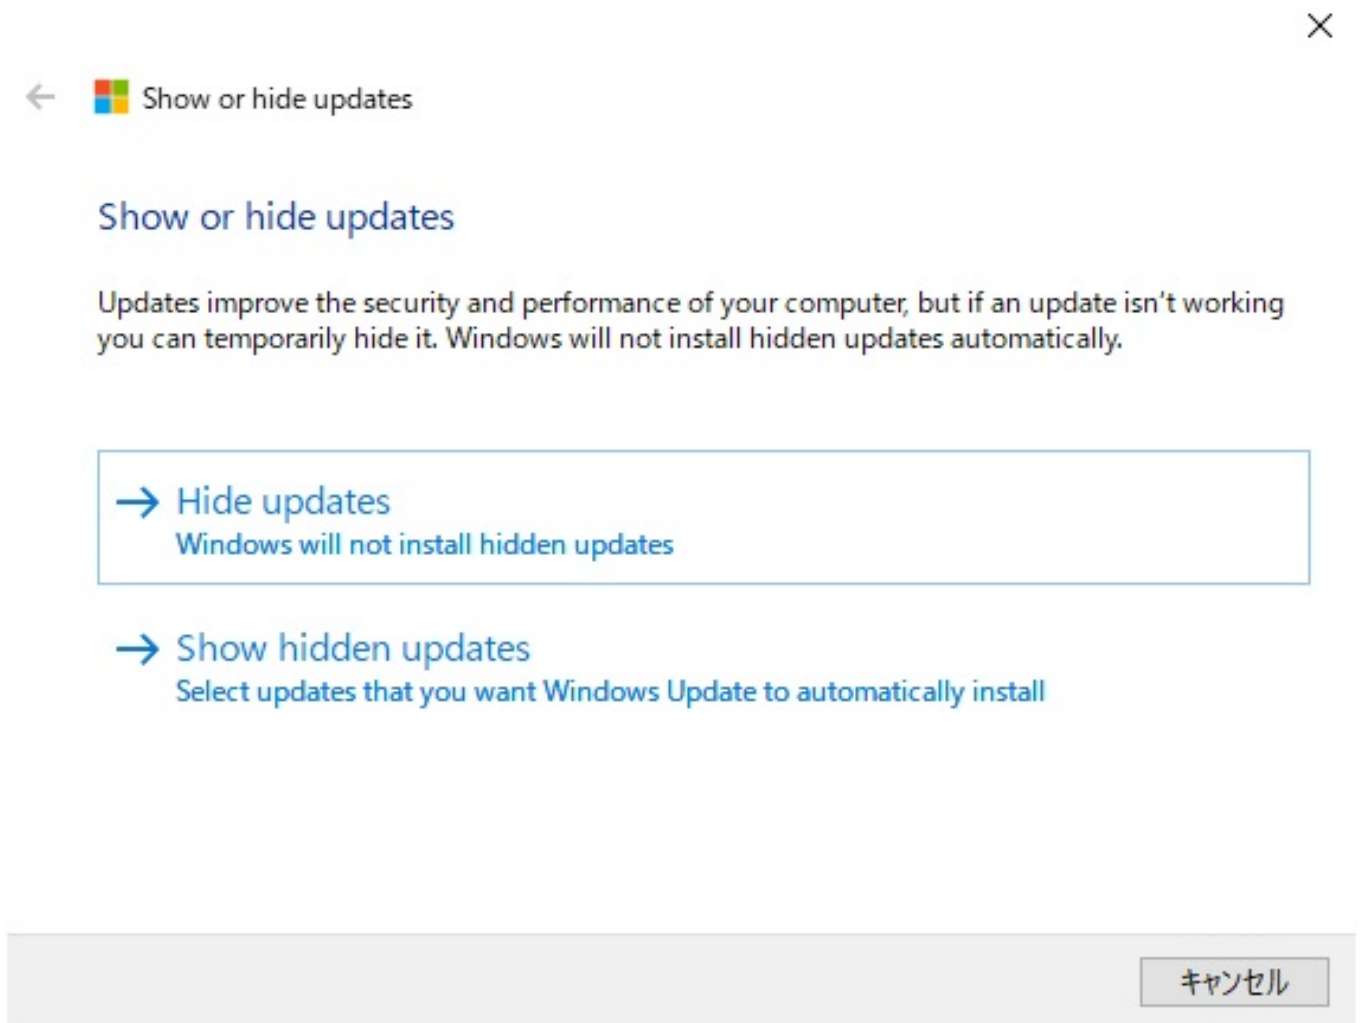 Show or hide updates
Show or hide updates
Updates improve the security and performance of your computer, but if an update isn't working
you can temporarily hide it. Windows will not install hidden updates automatically.
Hide updates
Windows will not install hidden updates
Show hidden updates
Select updates that you want Windows Update to automatically install
キャンセル